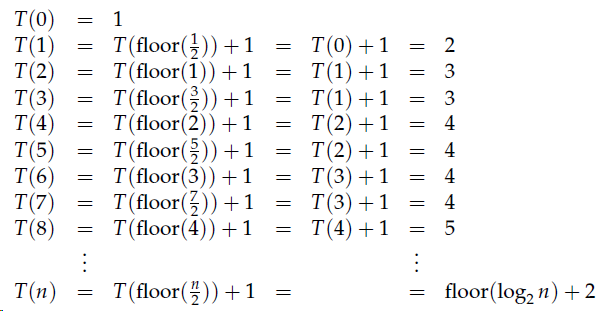 T(0) = 1
T(1) = T(floor(1/2)) + 1 = T(0) + 1 = 2
T(2) = T(floor(1)) + 1 = T(1) + 1 = 3
T(3) = T(floor(3/2)) + 1 = T(1) + 1 = 3
T(4) = T(floor(2)) + 1 = T(2) + 1 = 4
T(5) = T(floor(5/2)) + 1 = T(2) + 1 = 4
T(6) = T(floor(3)) + 1 = T(3) + 1 = 4
T(7) = T(floor(7/2)) + 1 = T(3) + 1 = 4
T(8) = T(floor(4)) + 1 = T(4) + 1 = 5
⋮ ⋮
T(n) = T(floor(n/2)) + 1 = = floor(log₂ n) + 2